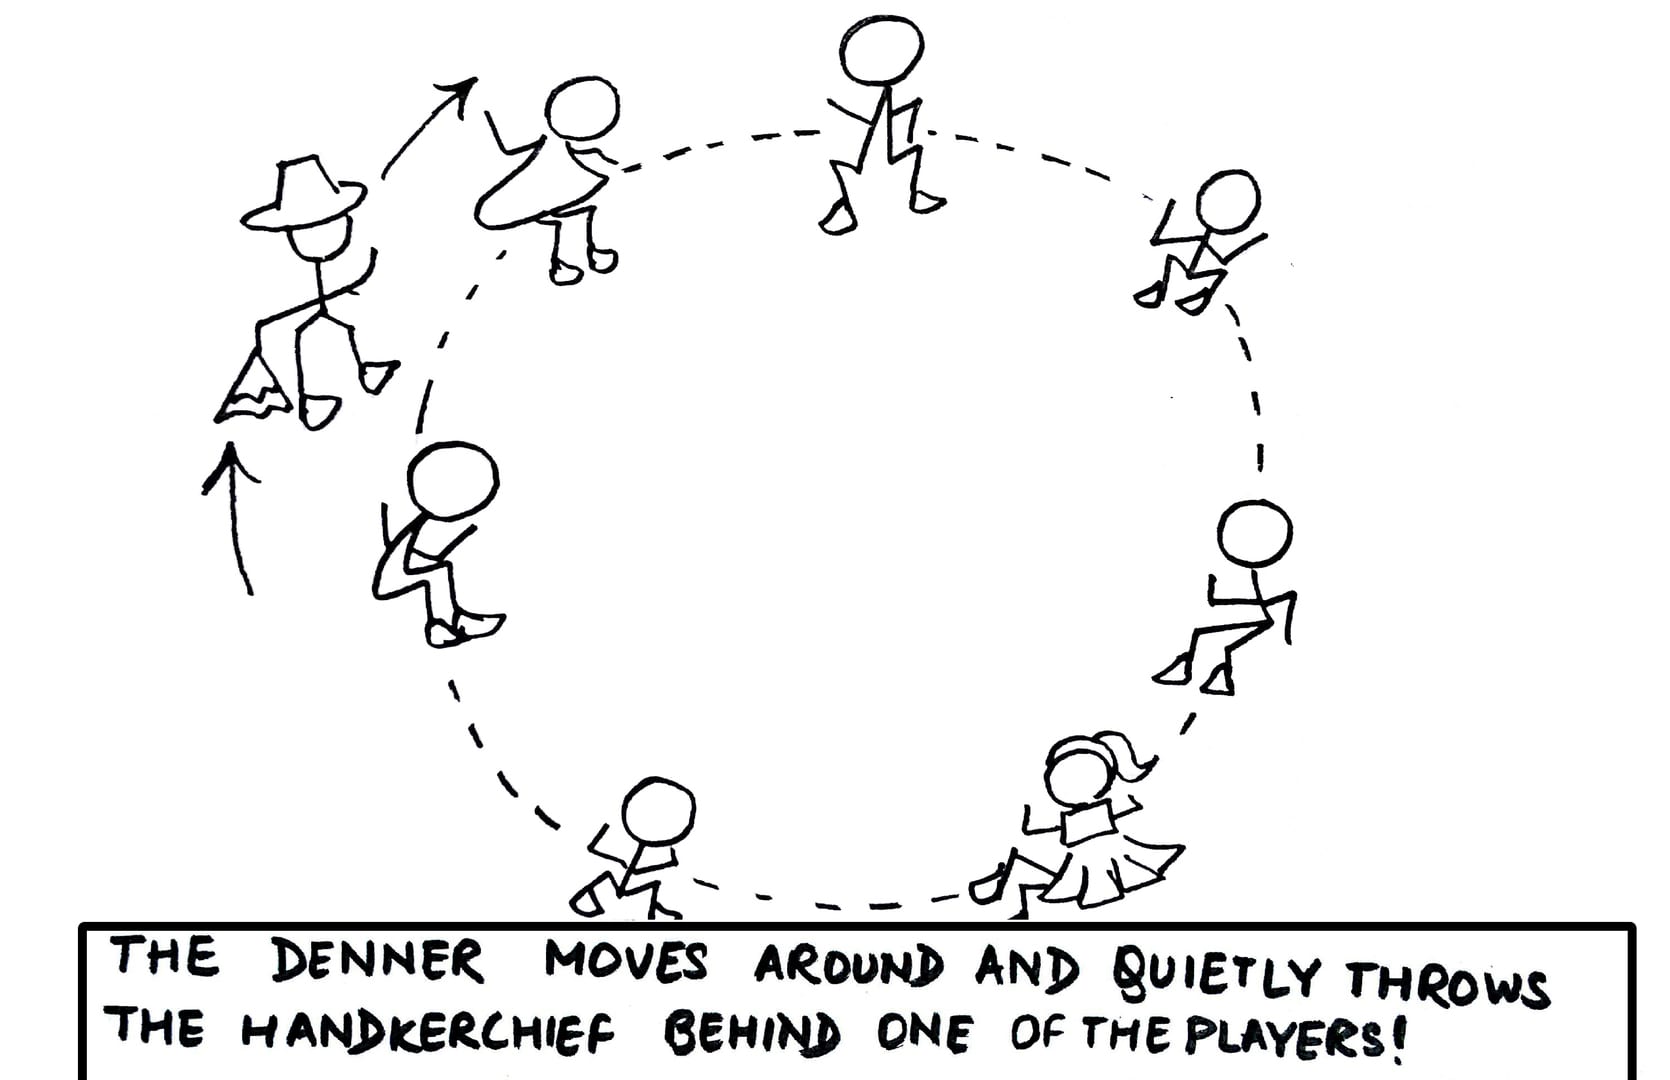 THE DENNER MOVES AROUND AND QUIETLY THROWS
THE HANDKERCHIEF BEHIND ONE OF THE PLAYERS!